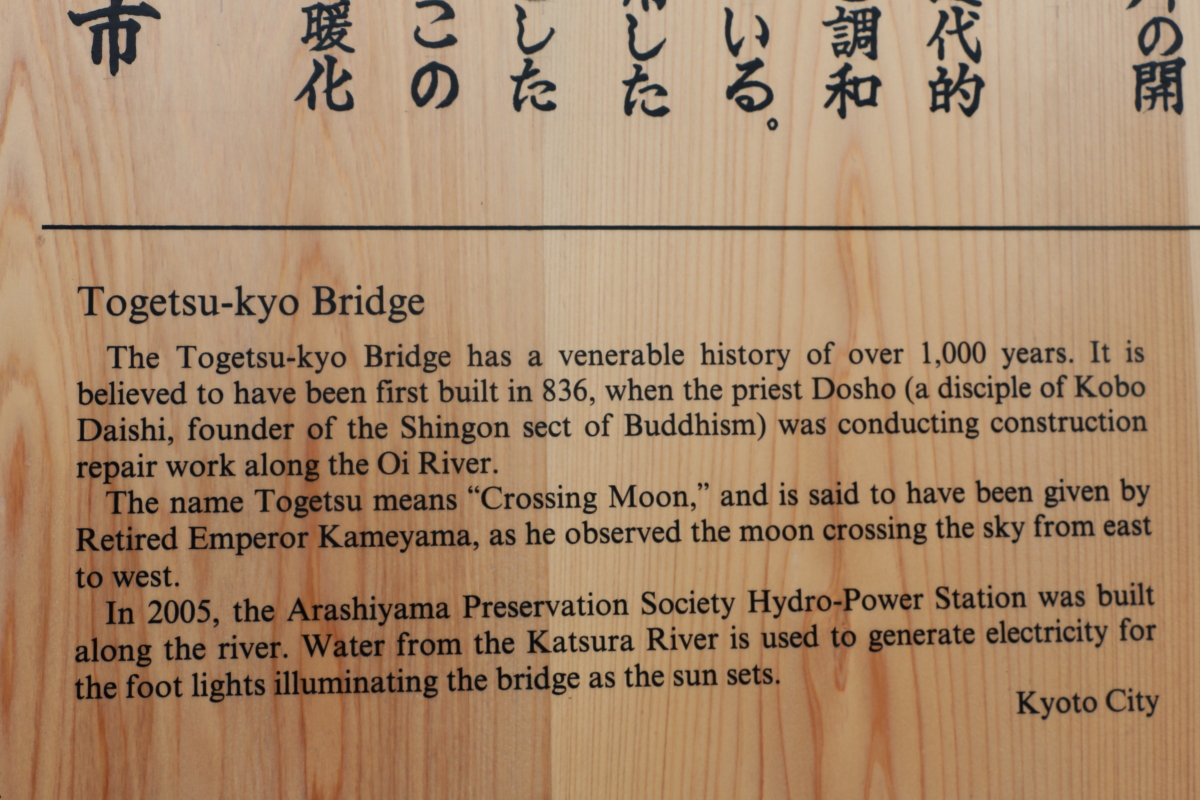 の開
代的
調和
いる。
した
した
この
暖化
市
Togetsu-kyo Bridge
The Togetsu-kyo Bridge has a venerable history of over 1,000 years. It is
believed to have been first built in 836, when the priest Dosho (a disciple of Kobo
Daishi, founder of the Shingon sect of Buddhism) was conducting construction
repair work along the Oi River.
The name Togetsu means “Crossing Moon,” and is said to have been given by
Retired Emperor Kameyama, as he observed the moon crossing the sky from east
to west.
In 2005, the Arashiyama Preservation Society Hydro-Power Station was built
along the river. Water from the Katsura River is used to generate electricity for
the foot lights illuminating the bridge as the sun sets.
Kyoto City